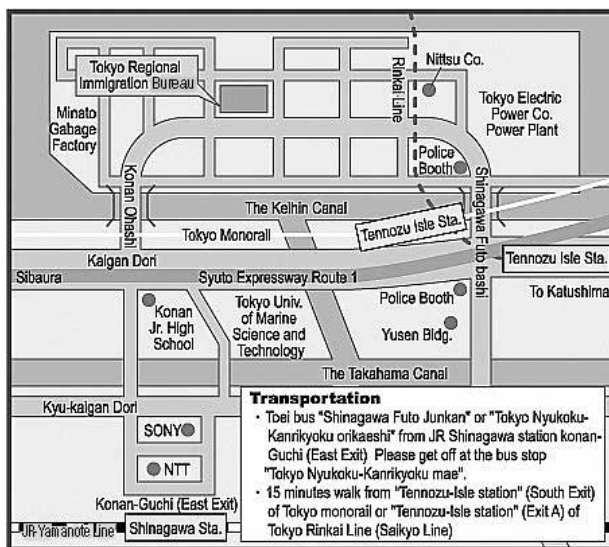 Tokyo Regional
Immigration Bureau
Nittsu Co.
Rinkai Line
Minato
Gabage
Factory
Tokyo Electric
Power Co.
Power Plant
Police
Booth
Konan Ohashi
Shinagawa Futo bashi
The Kelhin Canal
Tennozu Isle Sta.
Tokyo Monorall
Tennozu Isle Sta.
Kalgan Dori
Sibaura
Syuto Expressway Route 1
To Katushima
Konan
Jr. High
School
Tokyo Univ.
of Marine
Science and
Technology
Police Booth
Yusen Bldg.
The Takahama Canal
Kyu-kalgan Dori
SONY
NTT
Konan-Guchi (East Exit)
JR-Yamanote Line
Shinagawa Sta.
Transportation
· Toei bus "Shinagawa Futo Junkan" or "Tokyo Nyukoku-
Kanrikyoku orikaeshi" from JR Shinagawa station konan-
Guchi (East Exit) Please get off at the bus stop
"Tokyo Nyukoku-Kanrikyoku mae".
· 15 minutes walk from "Tennozu-Isle station" (South Exit)
of Tokyo monorail or "Tennozu-Isle station" (Exit A) of
Tokyo Rinkai Line (Saikyo Line)